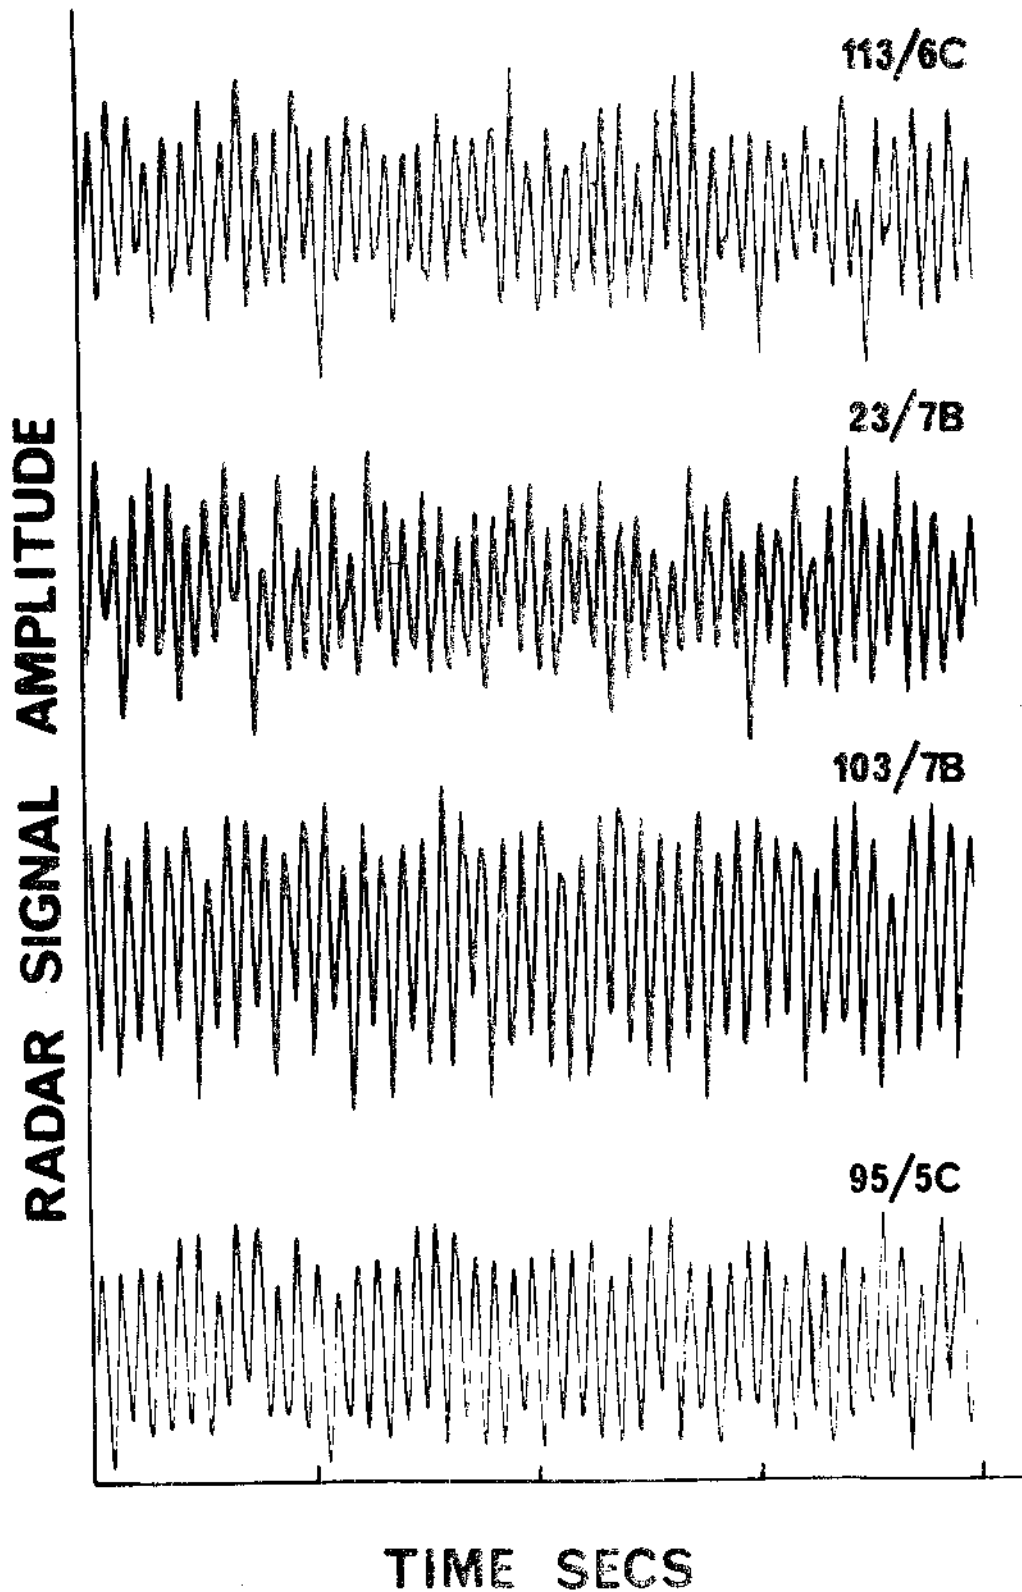 113/6C
23/7B
103/7B
95/5C
RADAR SIGNAL AMPLITUDE
TIME SECS